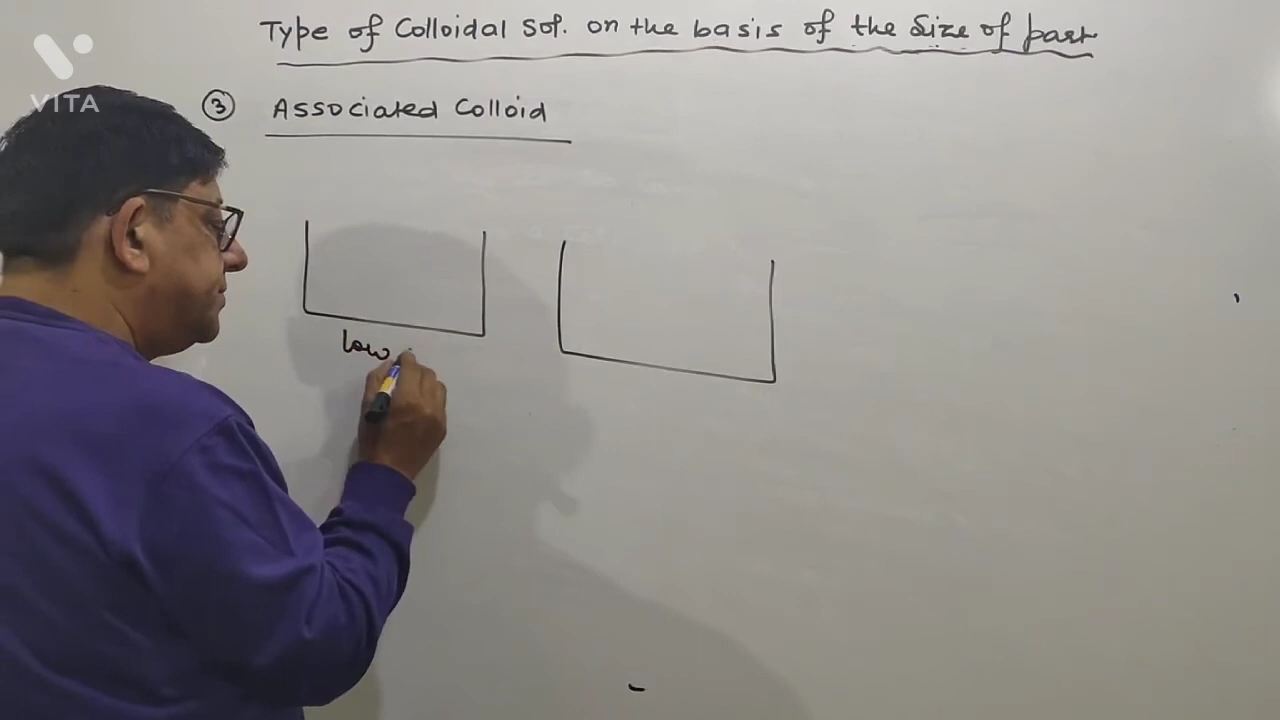 Type of Colloidal Sol. on the basis of the Size of part
VITA
③ Associated Colloid
low